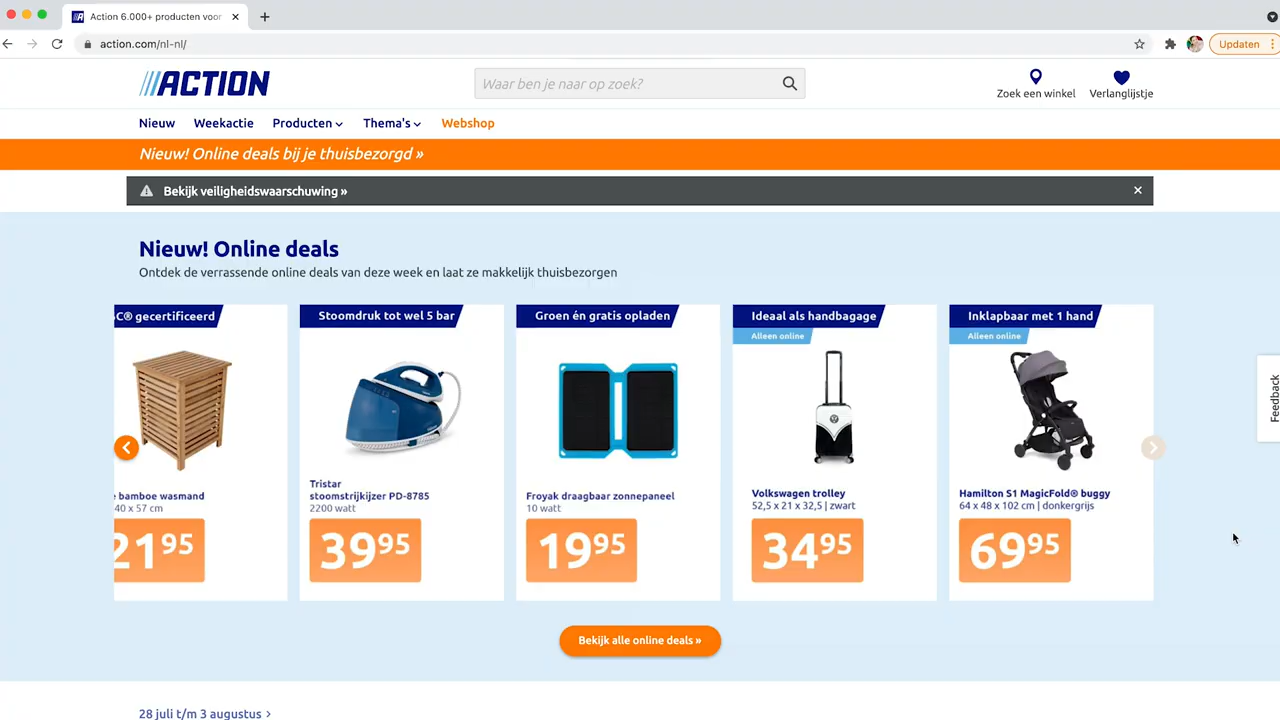 Action 6.000+ producten voor
action.com/nl-nl/
Updaten
ACTION
Waar ben je naar op zoek?
Zoek een winkel
Verlanglijstje
Nieuw
Weekactie
Producten
Thema's
Webshop
Nieuw! Online deals bij je thuisbezorgd »
Bekijk veiligheidswaarschuwing »
Nieuw! Online deals
Ontdek de verrassende online deals van deze week en laat ze makkelijk thuisbezorgen
C® gecertificeerd
e bamboe wasmand
40 x 57 cm
21 95
Stoomdruk tot wel 5 bar
Tristar
stoomstrijkijzer PD-8785
2200 watt
39 95
Groen én gratis opladen
Froyak draagbaar zonnepaneel
10 watt
19 95
Ideaal als handbagage
Alleen online
Volkswagen trolley
52,5 x 21 x 32,5 | zwart
34 95
Inklapbaar met 1 hand
Alleen online
Hamilton S1 MagicFold® buggy
64 x 48 x 102 cm | donkergrijs
69 95
Feedback
Bekijk alle online deals »
28 juli t/m 3 augustus